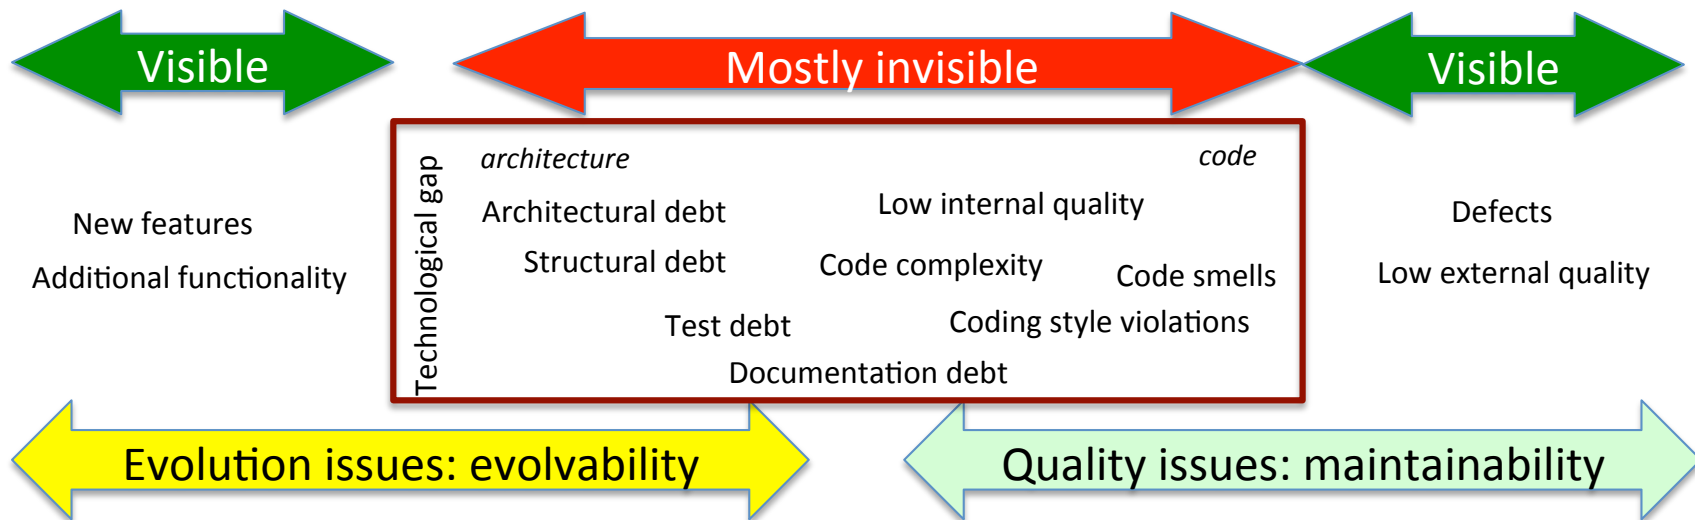 Visible
Mostly invisible
Visible
Technological gap
architecture
code
New features
Additional functionality
Architectural debt
Low internal quality
Structural debt
Code complexity
Code smells
Test debt
Coding style violations
Documentation debt
Defects
Low external quality
Evolution issues: evolvability
Quality issues: maintainability